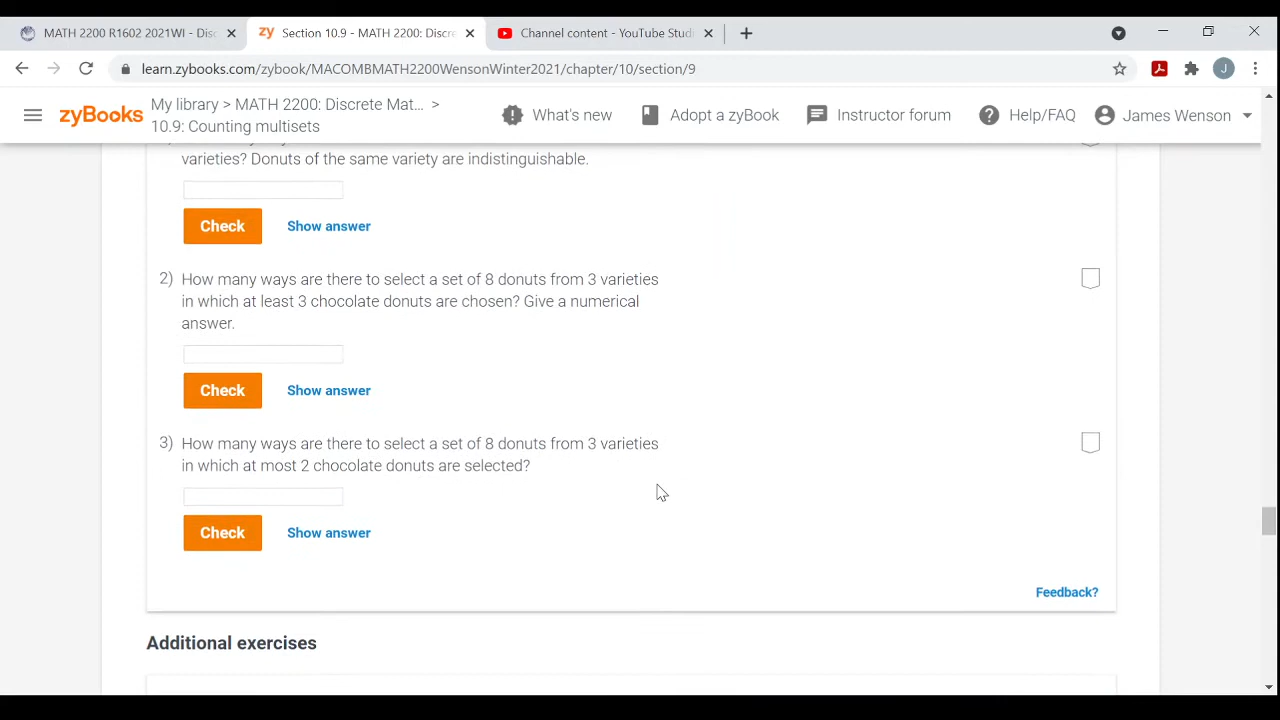 MATH 2200 R1602 2021WI - Disc
zy Section 10.9 - MATH 2200: Discre
Channel content - YouTube Studi
learn.zybooks.com/zybook/MACOMBMATH2200WensonWinter2021/chapter/10/section/9
J
zyBooks
My library > MATH 2200: Discrete Mat... >
10.9: Counting multisets
What's new
Adopt a zyBook
Instructor forum
Help/FAQ
James Wenson
varieties? Donuts of the same variety are indistinguishable.
Check
Show answer
2) How many ways are there to select a set of 8 donuts from 3 varieties
in which at least 3 chocolate donuts are chosen? Give a numerical
answer.
Check
Show answer
3) How many ways are there to select a set of 8 donuts from 3 varieties
in which at most 2 chocolate donuts are selected?
Check
Show answer
Feedback?
Additional exercises